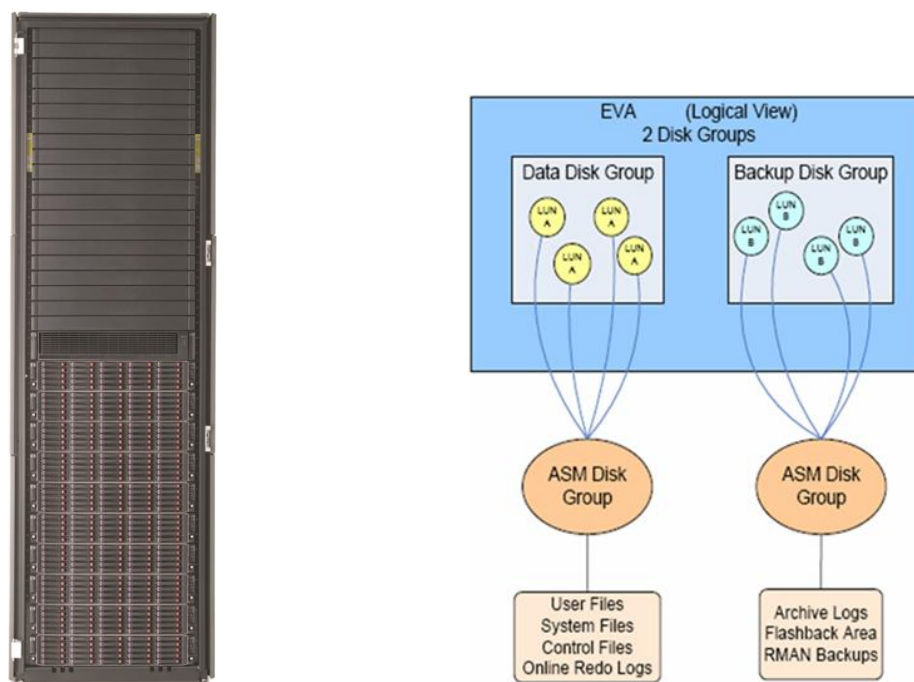 EVA (Logical View)
2 Disk Groups
Data Disk Group
LUN
A
LUN
A
LUN
A
LUN
A
Backup Disk Group
LUN
B
LUN
B
LUN
B
LUN
B
ASM Disk
Group
ASM Disk
Group
User Files
System Files
Control Files
Online Redo Logs
Archive Logs
Flashback Area
RMAN Backups